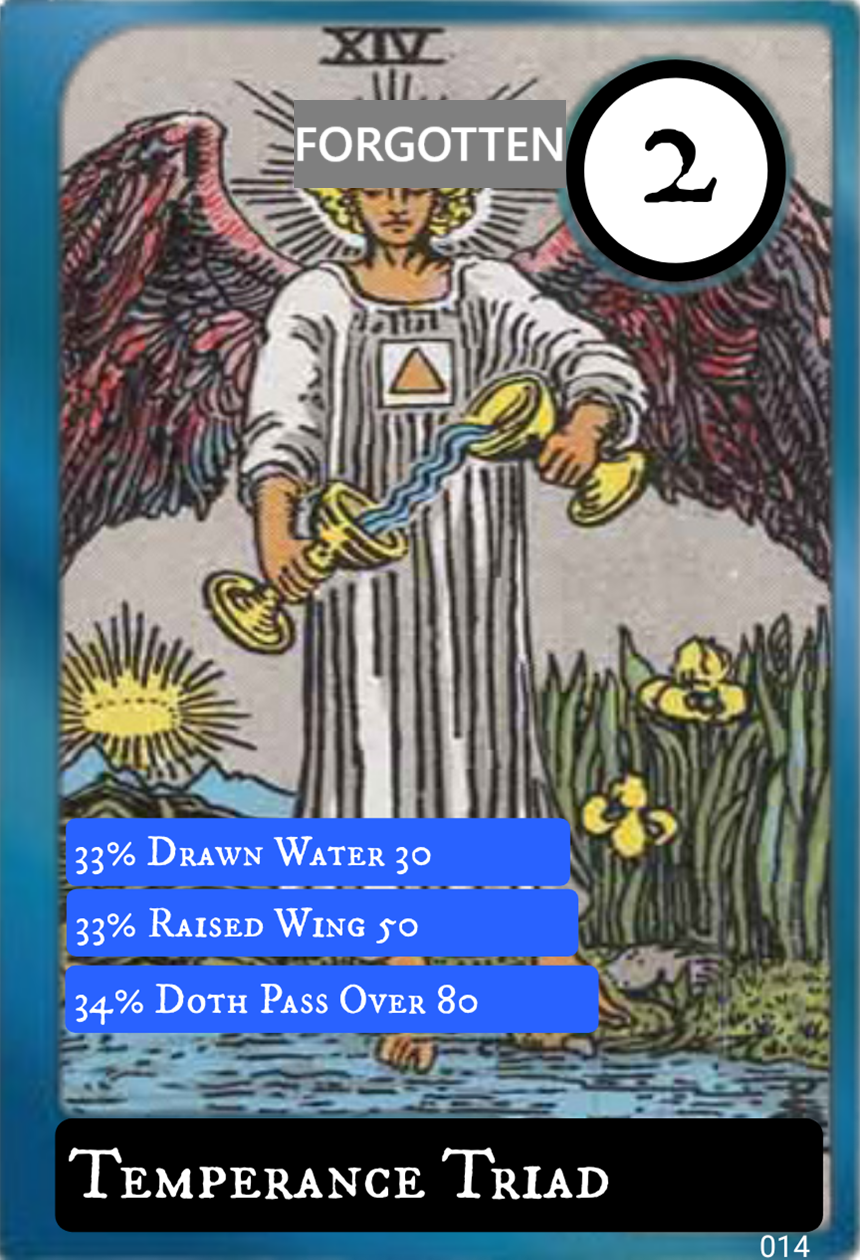 XIV
FORGOTTEN
2
33% Drawn Water 30
33% Raised Wing 50
34% Doth Pass Over 80
Temperance Triad
014